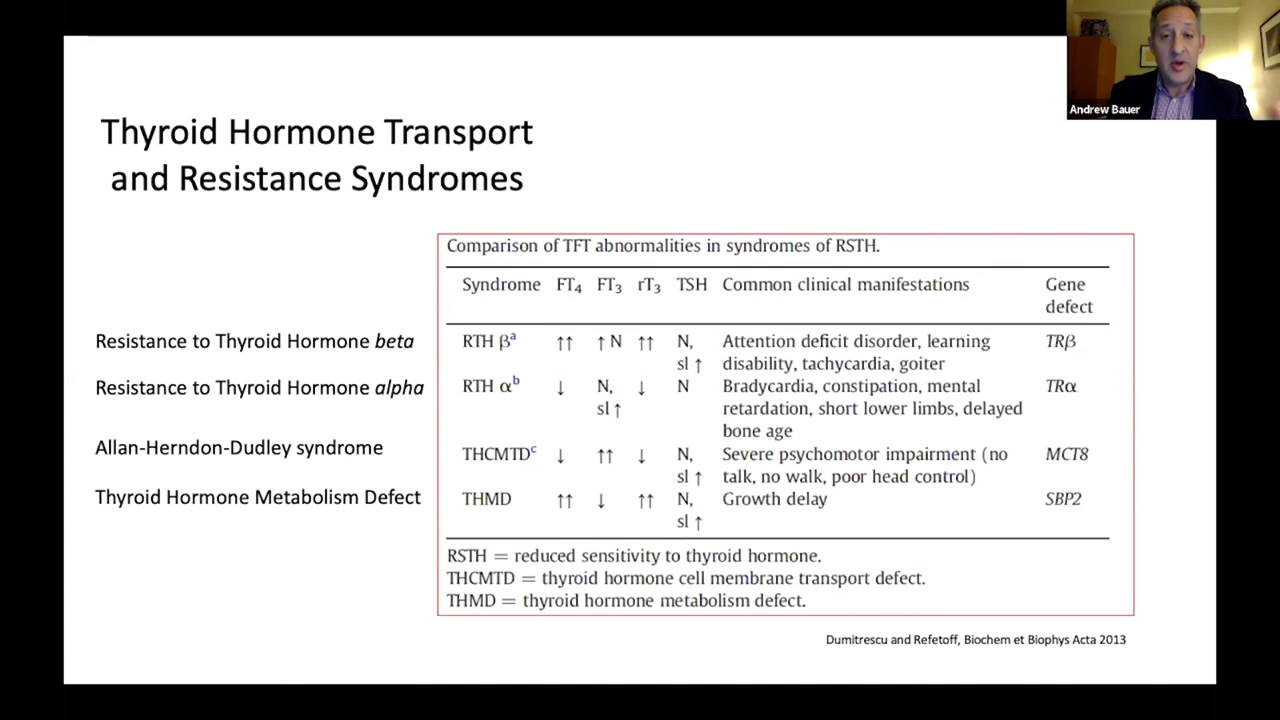 Andrew Bauer
Thyroid Hormone Transport
and Resistance Syndromes
Comparison of TFT abnormalities in syndromes of RSTH.
Syndrome FT₄ FT₃ rT₃ TSH Common clinical manifestations Gene
defect
Resistance to Thyroid Hormone beta
RTH βᵃ ↑↑ ↑ N ↑↑ N, Attention deficit disorder, learning TRβ
sl ↑ disability, tachycardia, goiter
Resistance to Thyroid Hormone alpha
RTH αᵇ ↓ N, ↓ N Bradycardia, constipation, mental TRα
sl ↑ retardation, short lower limbs, delayed
bone age
Allan-Herndon-Dudley syndrome
THCMTDᶜ ↓ ↑↑ ↓ N, Severe psychomotor impairment (no MCT8
sl ↑ talk, no walk, poor head control)
Thyroid Hormone Metabolism Defect
THMD ↑↑ ↓ ↑↑ N, Growth delay SBP2
sl ↑
RSTH = reduced sensitivity to thyroid hormone.
THCMTD = thyroid hormone cell membrane transport defect.
THMD = thyroid hormone metabolism defect.
Dumitrescu and Refetoff, Biochem et Biophys Acta 2013